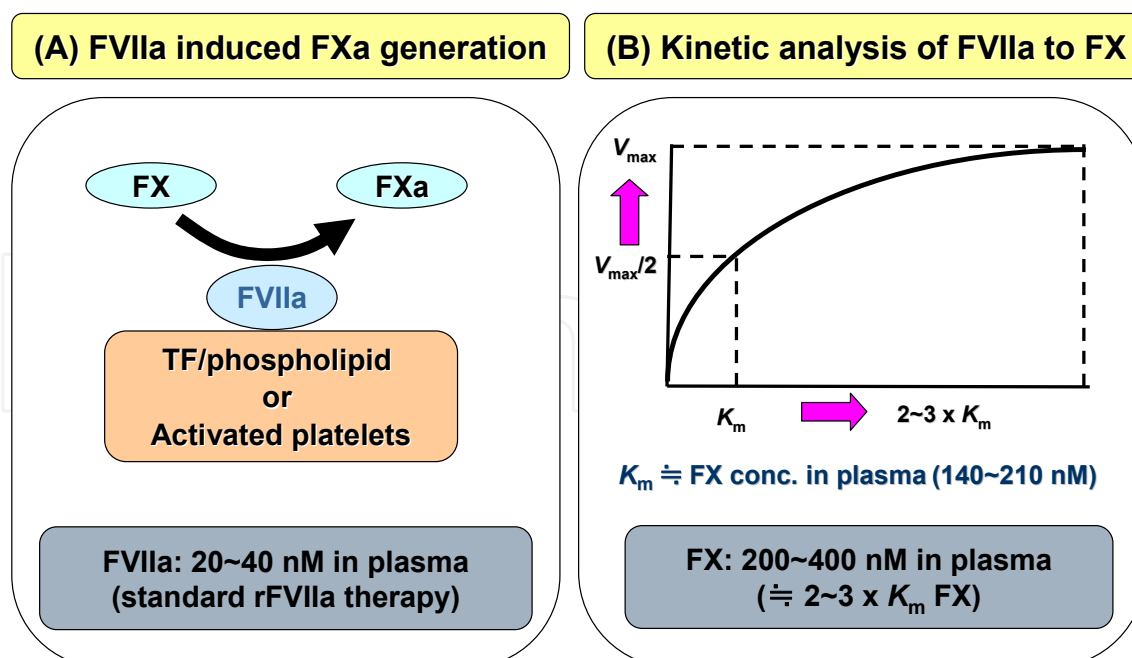 (A) FVIIa induced FXa generation
FX
FXa
FVIIa
TF/phospholipid
or
Activated platelets
FVIIa: 20~40 nM in plasma
(standard rFVIIa therapy)
(B) Kinetic analysis of FVIIa to FX
Vmax
Vmax/2
Km
2~3 x Km
Km ≒ FX conc. in plasma (140~210 nM)
FX: 200~400 nM in plasma
(≒ 2~3 x Km FX)